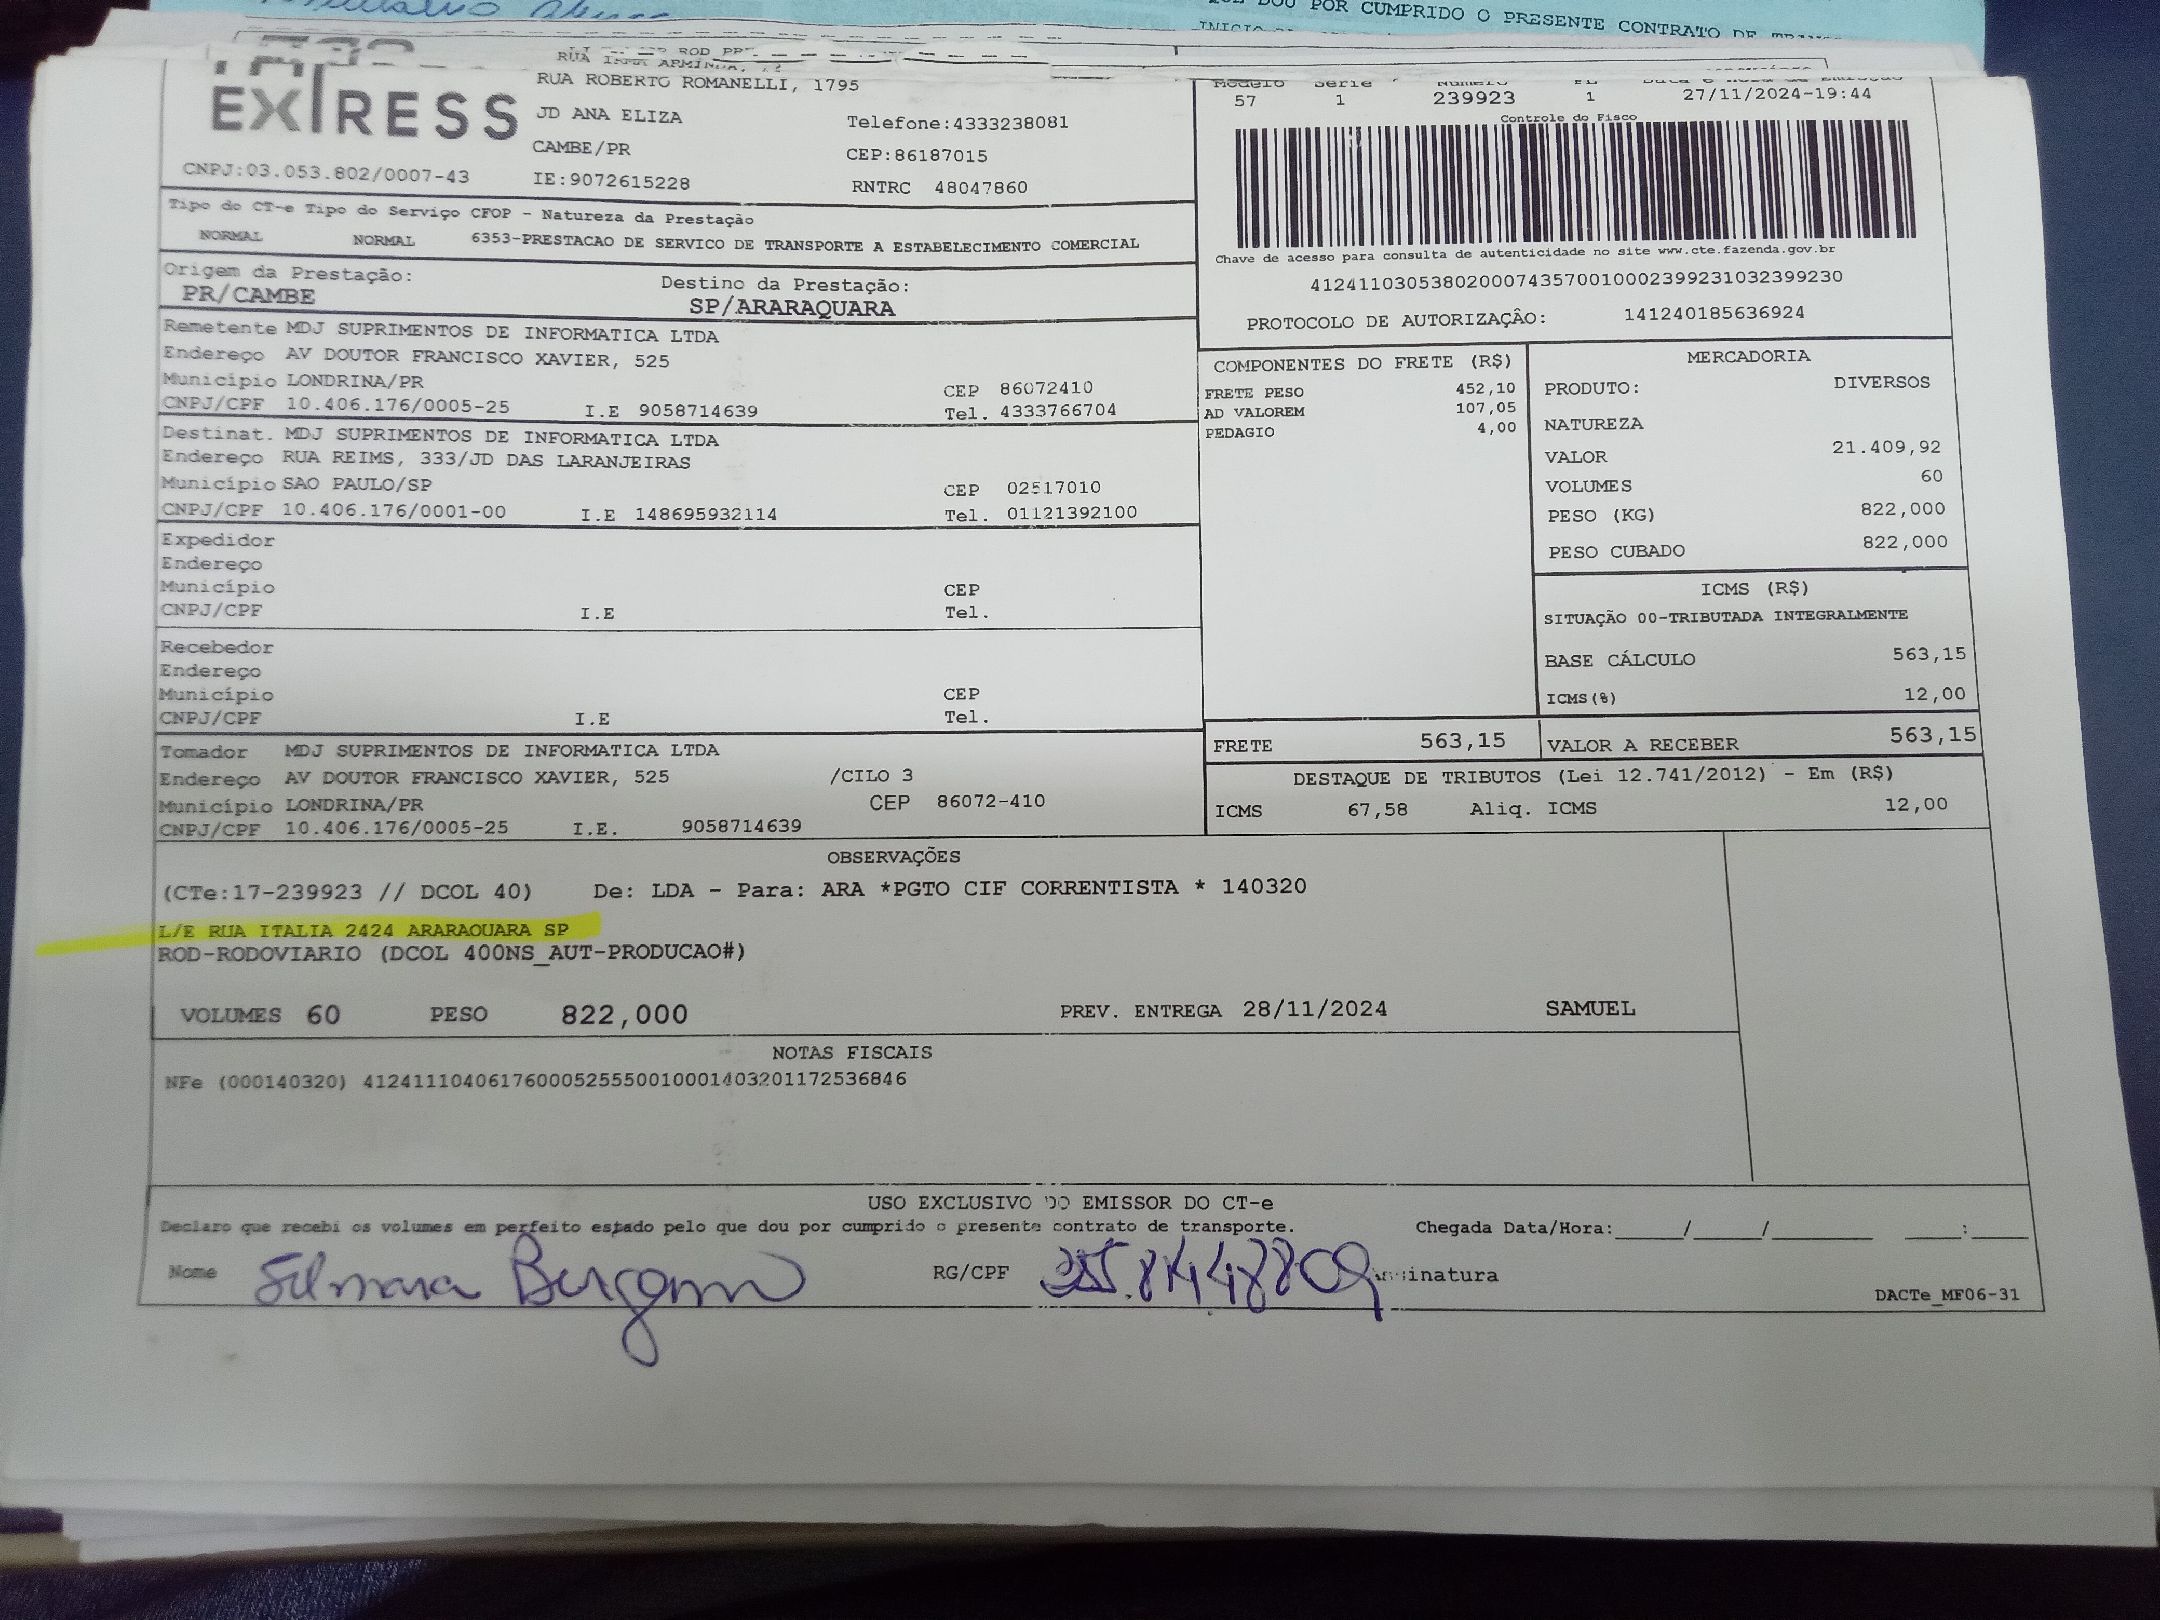 POR CUMPRIDO O PRESENTE CONTRATO DE
EXPRESS
RUA ROBERTO ROMANELLI, 1795
JD ANA ELIZA Telefone:4333238081
CAMBE/PR CEP:86187015
CNPJ:03.053.802/0007-43 IE:9072615228 RNTRC 48047860
Modelo Serie Numero FL Data e Hora de Emissão
57 1 239923 1 27/11/2024-19:44
Controle do Fisco
Chave de acesso para consulta de autenticidade no site www.cte.fazenda.gov.br
41241103053802000743570010002399231032399230
PROTOCOLO DE AUTORIZAÇÃO: 141240185636924
Tipo do CT-e Tipo do Serviço CFOP - Natureza da Prestação
NORMAL NORMAL 6353-PRESTACAO DE SERVICO DE TRANSPORTE A ESTABELECIMENTO COMERCIAL
Origem da Prestação: Destino da Prestação:
PR/CAMBE SP/ARARAQUARA
Remetente MDJ SUPRIMENTOS DE INFORMATICA LTDA
Endereço AV DOUTOR FRANCISCO XAVIER, 525
Município LONDRINA/PR CEP 86072410
CNPJ/CPF 10.406.176/0005-25 I.E 9058714639 Tel. 4333766704
Destinat. MDJ SUPRIMENTOS DE INFORMATICA LTDA
Endereço RUA REIMS, 333/JD DAS LARANJEIRAS
Município SAO PAULO/SP CEP 02517010
CNPJ/CPF 10.406.176/0001-00 I.E 148695932114 Tel. 01121392100
Expedidor
Endereço
Município CEP
CNPJ/CPF I.E Tel.
Recebedor
Endereço
Município CEP
CNPJ/CPF I.E Tel.
Tomador MDJ SUPRIMENTOS DE INFORMATICA LTDA
Endereço AV DOUTOR FRANCISCO XAVIER, 525 /CILO 3
Município LONDRINA/PR CEP 86072-410
CNPJ/CPF 10.406.176/0005-25 I.E. 9058714639
COMPONENTES DO FRETE (R$)
FRETE PESO 452,10
AD VALOREM 107,05
PEDAGIO 4,00
MERCADORIA
PRODUTO: DIVERSOS
NATUREZA
VALOR 21.409,92
VOLUMES 60
PESO (KG) 822,000
PESO CUBADO 822,000
ICMS (R$)
SITUAÇÃO 00-TRIBUTADA INTEGRALMENTE
BASE CÁLCULO 563,15
ICMS(%) 12,00
FRETE 563,15 VALOR A RECEBER 563,15
DESTAQUE DE TRIBUTOS (Lei 12.741/2012) - Em (R$)
ICMS 67,58 Aliq. ICMS 12,00
OBSERVAÇÕES
(CTe:17-239923 // DCOL 40) De: LDA - Para: ARA *PGTO CIF CORRENTISTA * 140320
L/E RUA ITALIA 2424 ARARAQUARA SP
ROD-RODOVIARIO (DCOL 400NS_AUT-PRODUCAO#)
VOLUMES 60 PESO 822,000 PREV. ENTREGA 28/11/2024 SAMUEL
NOTAS FISCAIS
NFe (000140320) 41241110406176000525550010001403201172536846
USO EXCLUSIVO DO EMISSOR DO CT-e
Declaro que recebi os volumes em perfeito estado pelo que dou por cumprido o presente contrato de transporte. Chegada Data/Hora:____/____/______ ____:____
Nome RG/CPF Assinatura
DACTe_MF06-31